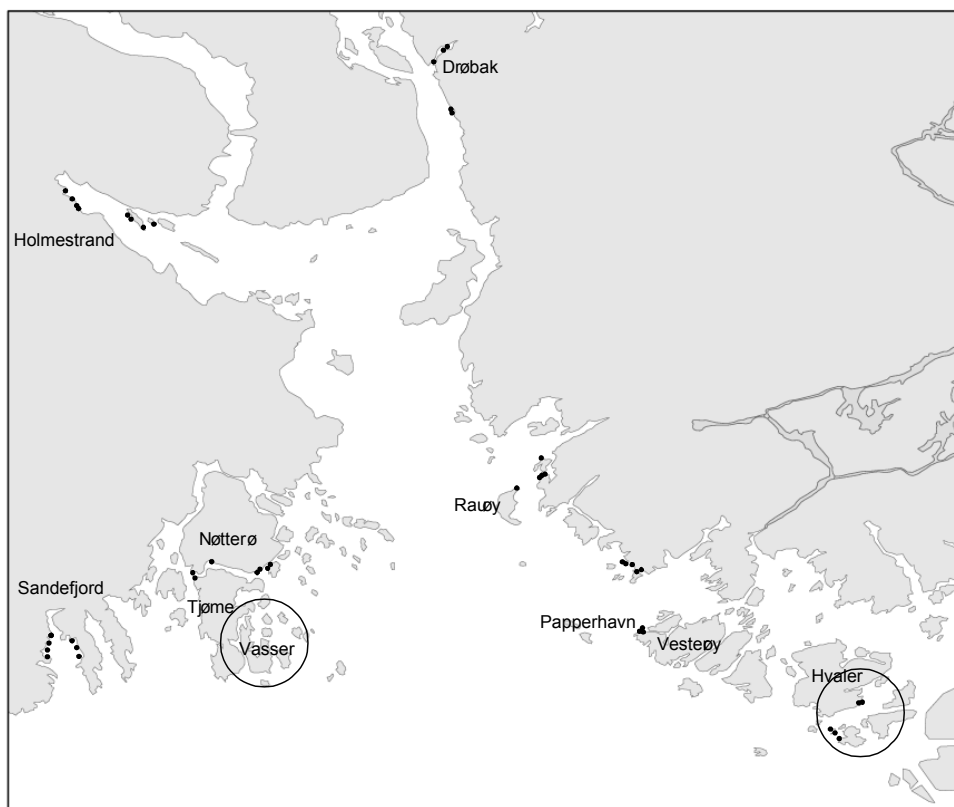 Drøbak
Holmestrand
Rauøy
Nøtterø
Sandefjord
Tjøme
Papperhavn
Vasser
Vesterøy
Hvaler